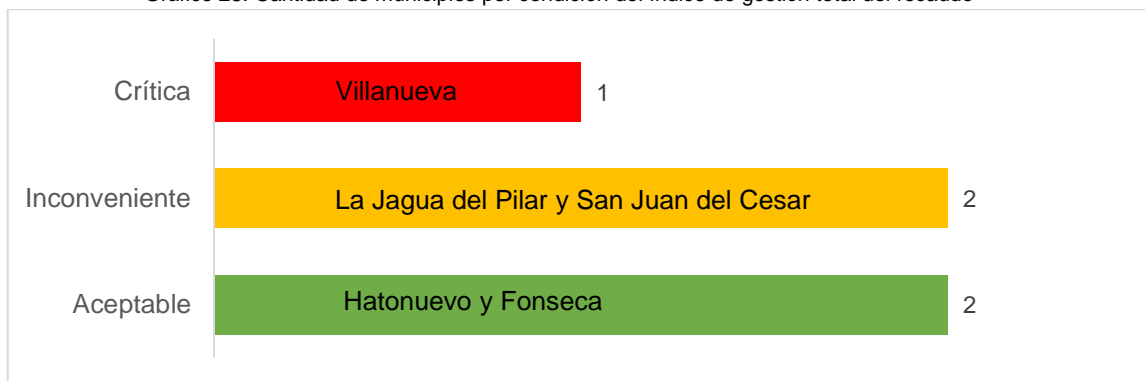 Crítica
Villanueva
1
Inconveniente
La Jagua del Pilar y San Juan del Cesar
2
Aceptable
Hatonuevo y Fonseca
2